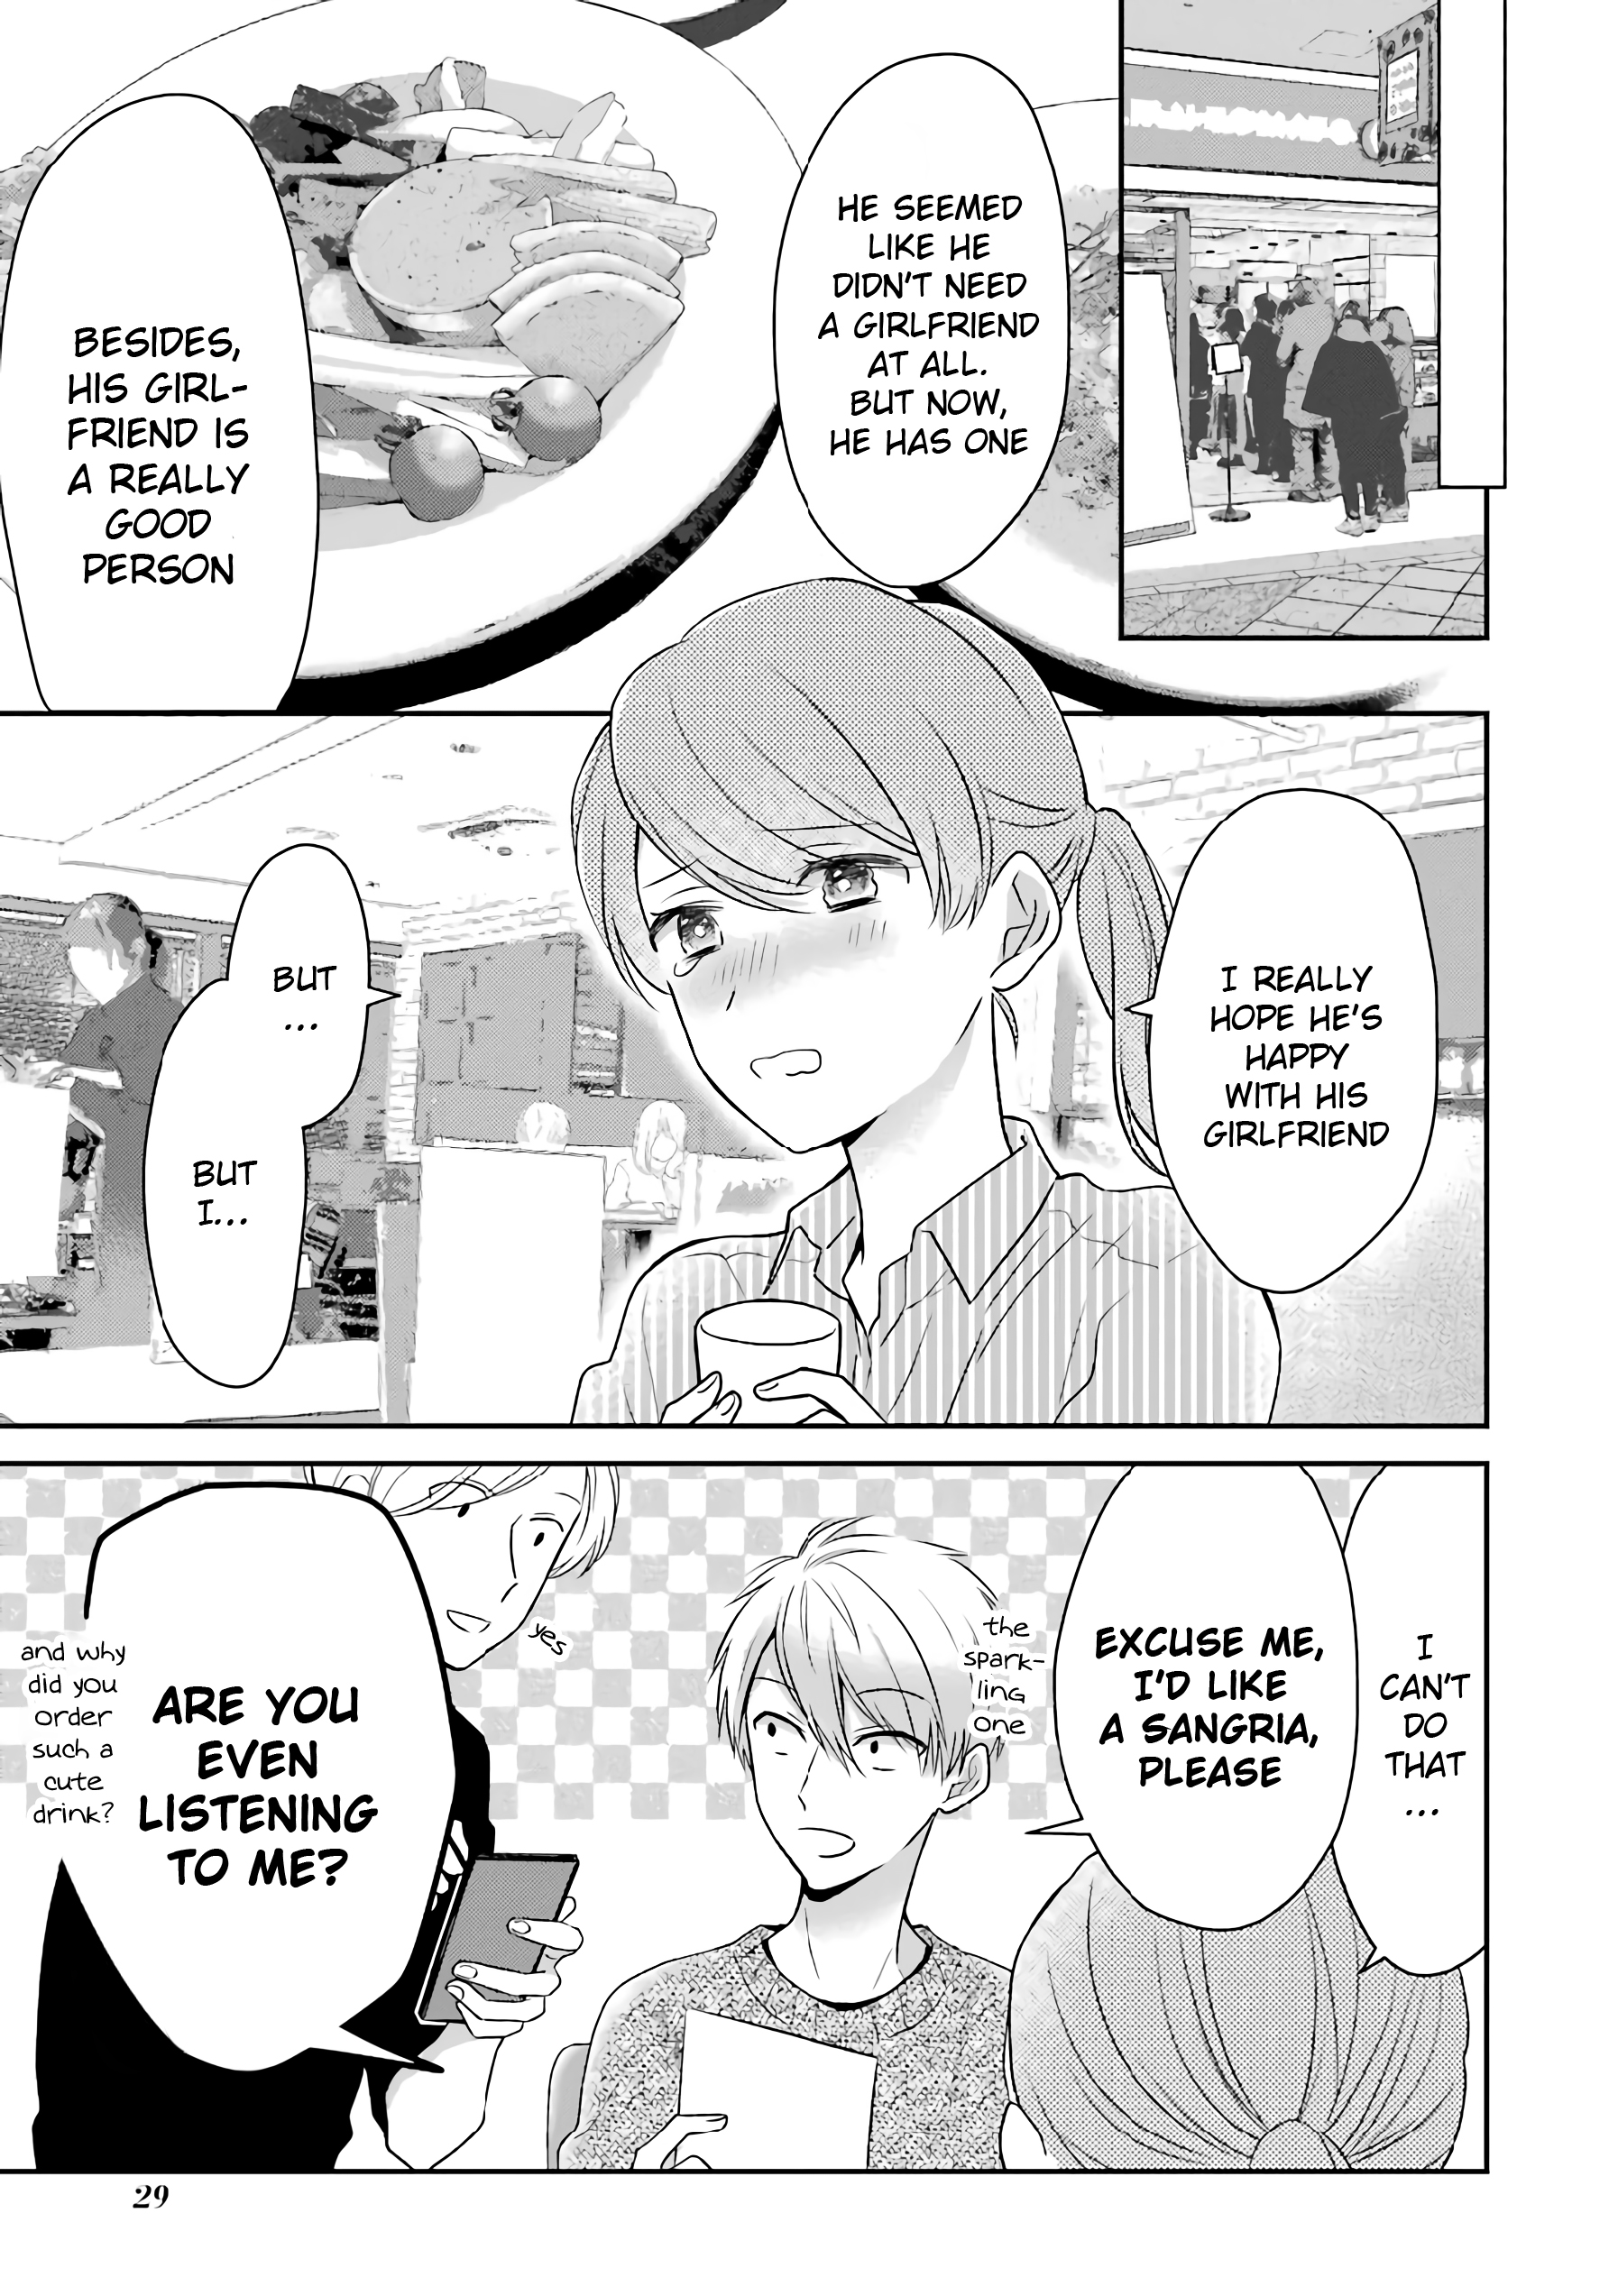 HE SEEMED
LIKE HE
DIDN'T NEED
A GIRLFRIEND
AT ALL.
BUT NOW,
HE HAS ONE
BESIDES,
HIS GIRL-
FRIEND IS
A REALLY
GOOD
PERSON
I REALLY
HOPE HE'S
HAPPY
WITH HIS
GIRLFRIEND
BUT
...
BUT
I...
I
CAN'T
DO
THAT
...
EXCUSE ME,
I'D LIKE
A SANGRIA,
PLEASE
the
spark-
ling
one
yes
ARE YOU
EVEN
LISTENING
TO ME?
and why
did you
order
such a
cute
drink?
29